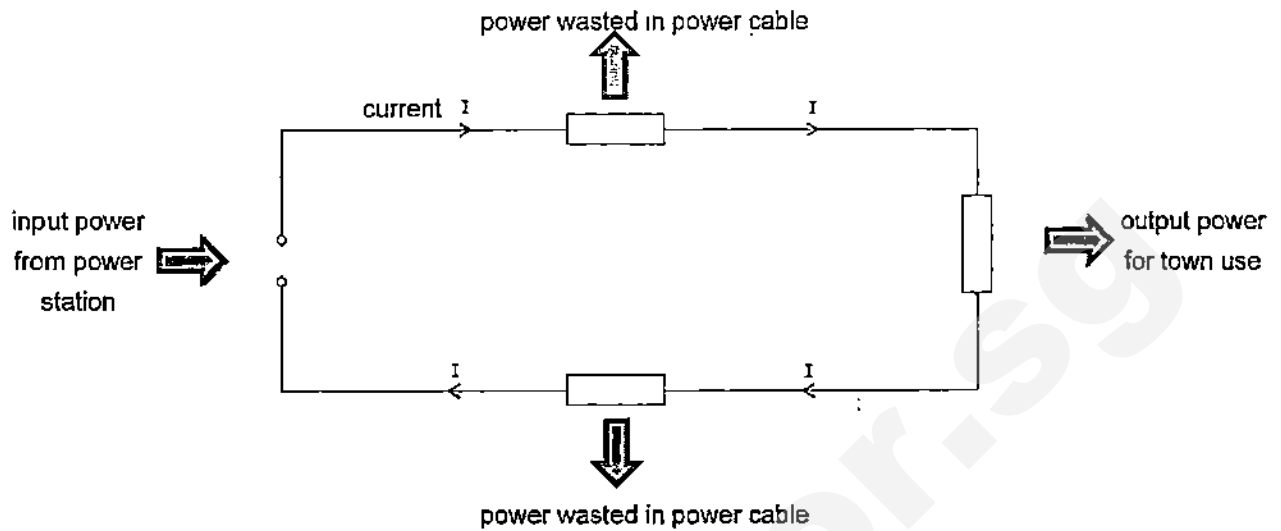 power wasted in power cable
current I
I
input power
from power
station
output power
for town use
I
I
power wasted in power cable